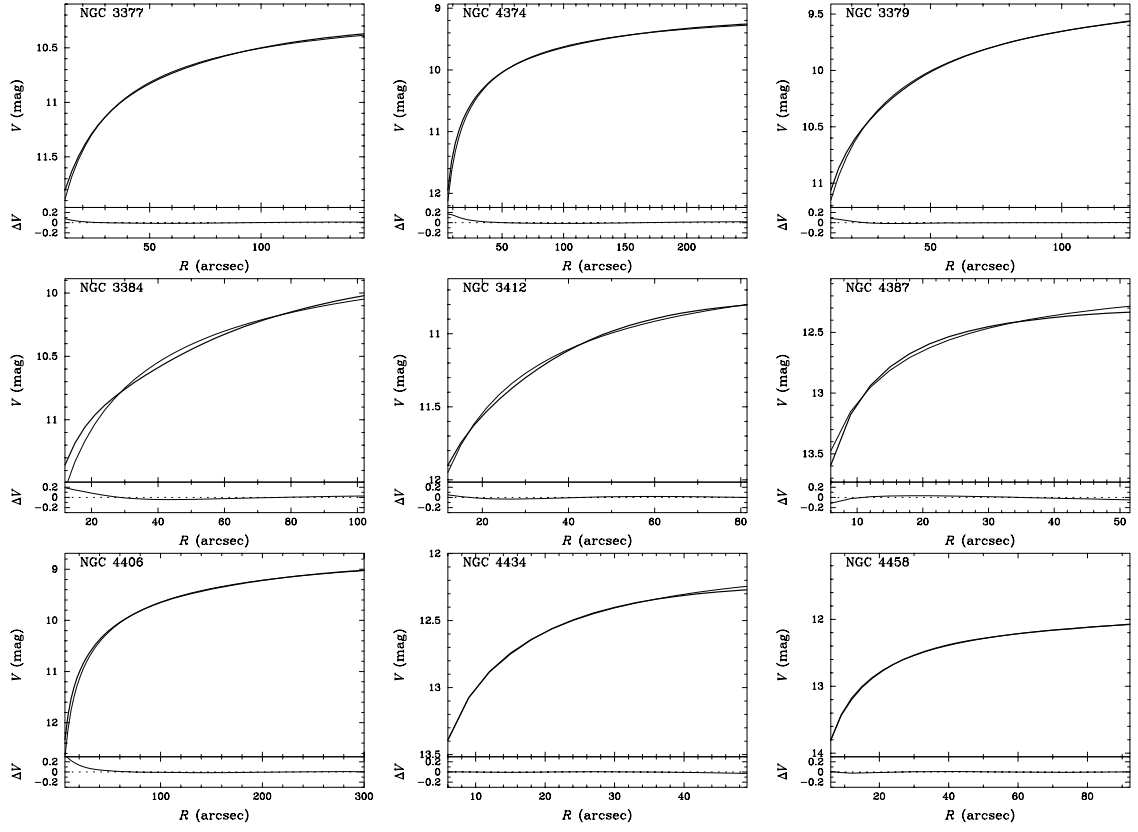 NGC 3377
10.5
11
11.5
V (mag)
0.2
0
−0.2
ΔV
50
100
R (arcsec)
NGC 4374
9
10
11
12
V (mag)
0.2
0
−0.2
ΔV
50
100
150
200
R (arcsec)
NGC 3379
9.5
10
10.5
11
V (mag)
0.2
0
−0.2
ΔV
50
100
R (arcsec)
NGC 3384
10
10.5
11
V (mag)
0.2
0
−0.2
ΔV
20
40
60
80
100
R (arcsec)
NGC 3412
11
11.5
12
V (mag)
0.2
0
−0.2
ΔV
20
40
60
80
R (arcsec)
NGC 4387
12.5
13
13.5
V (mag)
0.2
0
−0.2
ΔV
10
20
30
40
50
R (arcsec)
NGC 4406
9
10
11
12
V (mag)
0.2
0
−0.2
ΔV
100
200
300
R (arcsec)
NGC 4434
12
12.5
13
13.5
V (mag)
0.2
0
−0.2
ΔV
10
20
30
40
R (arcsec)
NGC 4458
12
13
14
V (mag)
0.2
0
−0.2
ΔV
20
40
60
80
R (arcsec)